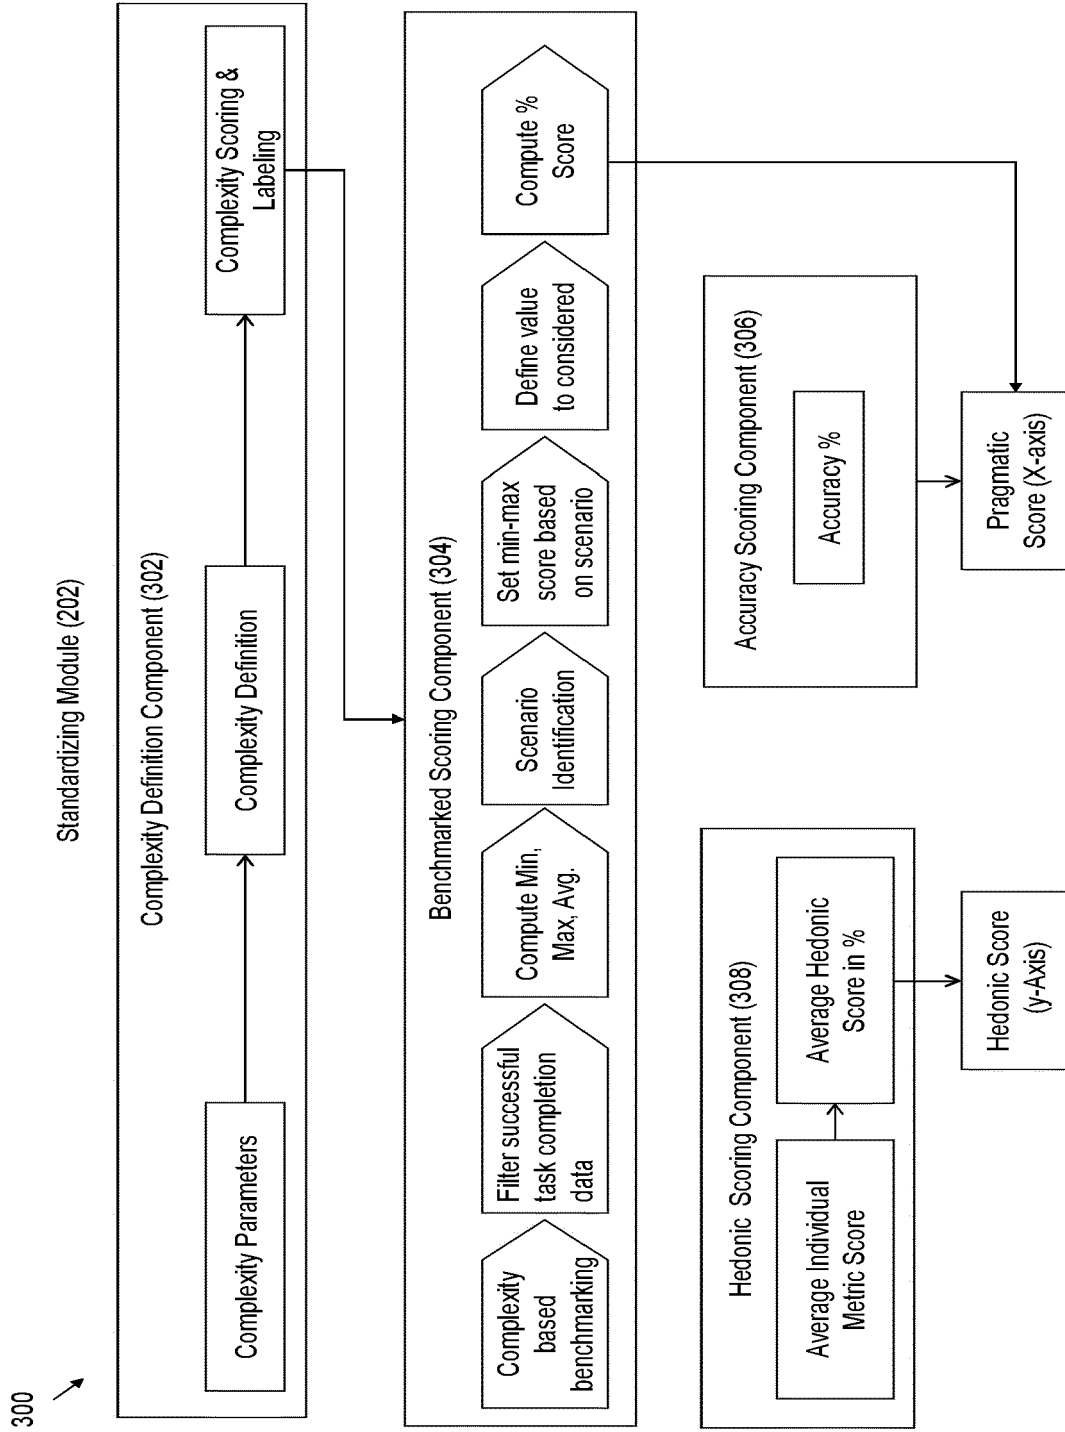 300
Standardizing Module (202)
Complexity Definition Component (302)
Complexity Parameters
Complexity Definition
Complexity Scoring &
Labeling
Benchmarked Scoring Component (304)
Complexity
based
benchmarking
Filter successful
task completion
data
Compute Min,
Max, Avg.
Scenario
Identification
Set min-max
score based
on scenario
Define value
to considered
Compute %
Score
Hedonic Scoring Component (308)
Average Individual
Metric Score
Average Hedonic
Score in %
Hedonic Score
(y-Axis)
Accuracy Scoring Component (306)
Accuracy %
Pragmatic
Score (X-axis)